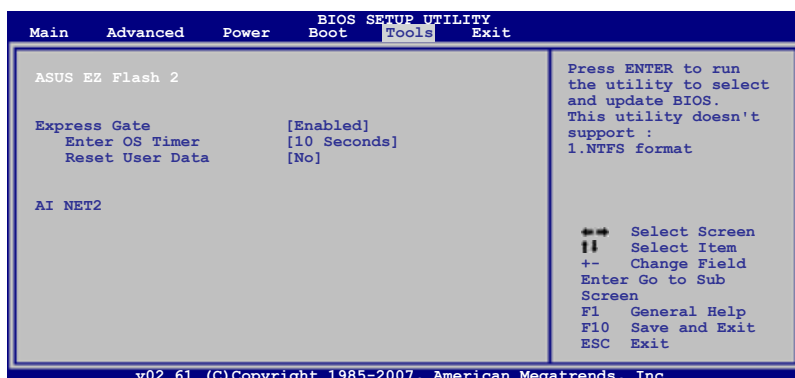 BIOS SETUP UTILITY
Main Advanced Power Boot Tools Exit
ASUS EZ Flash 2
Express Gate [Enabled]
Enter OS Timer [10 Seconds]
Reset User Data [No]
AI NET2
Press ENTER to run
the utility to select
and update BIOS.
This utility doesn't
support :
1.NTFS format
Select Screen
Select Item
+- Change Field
Enter Go to Sub
Screen
F1 General Help
F10 Save and Exit
ESC Exit
v02.61 (C)Copyright 1985-2007, American Megatrends, Inc